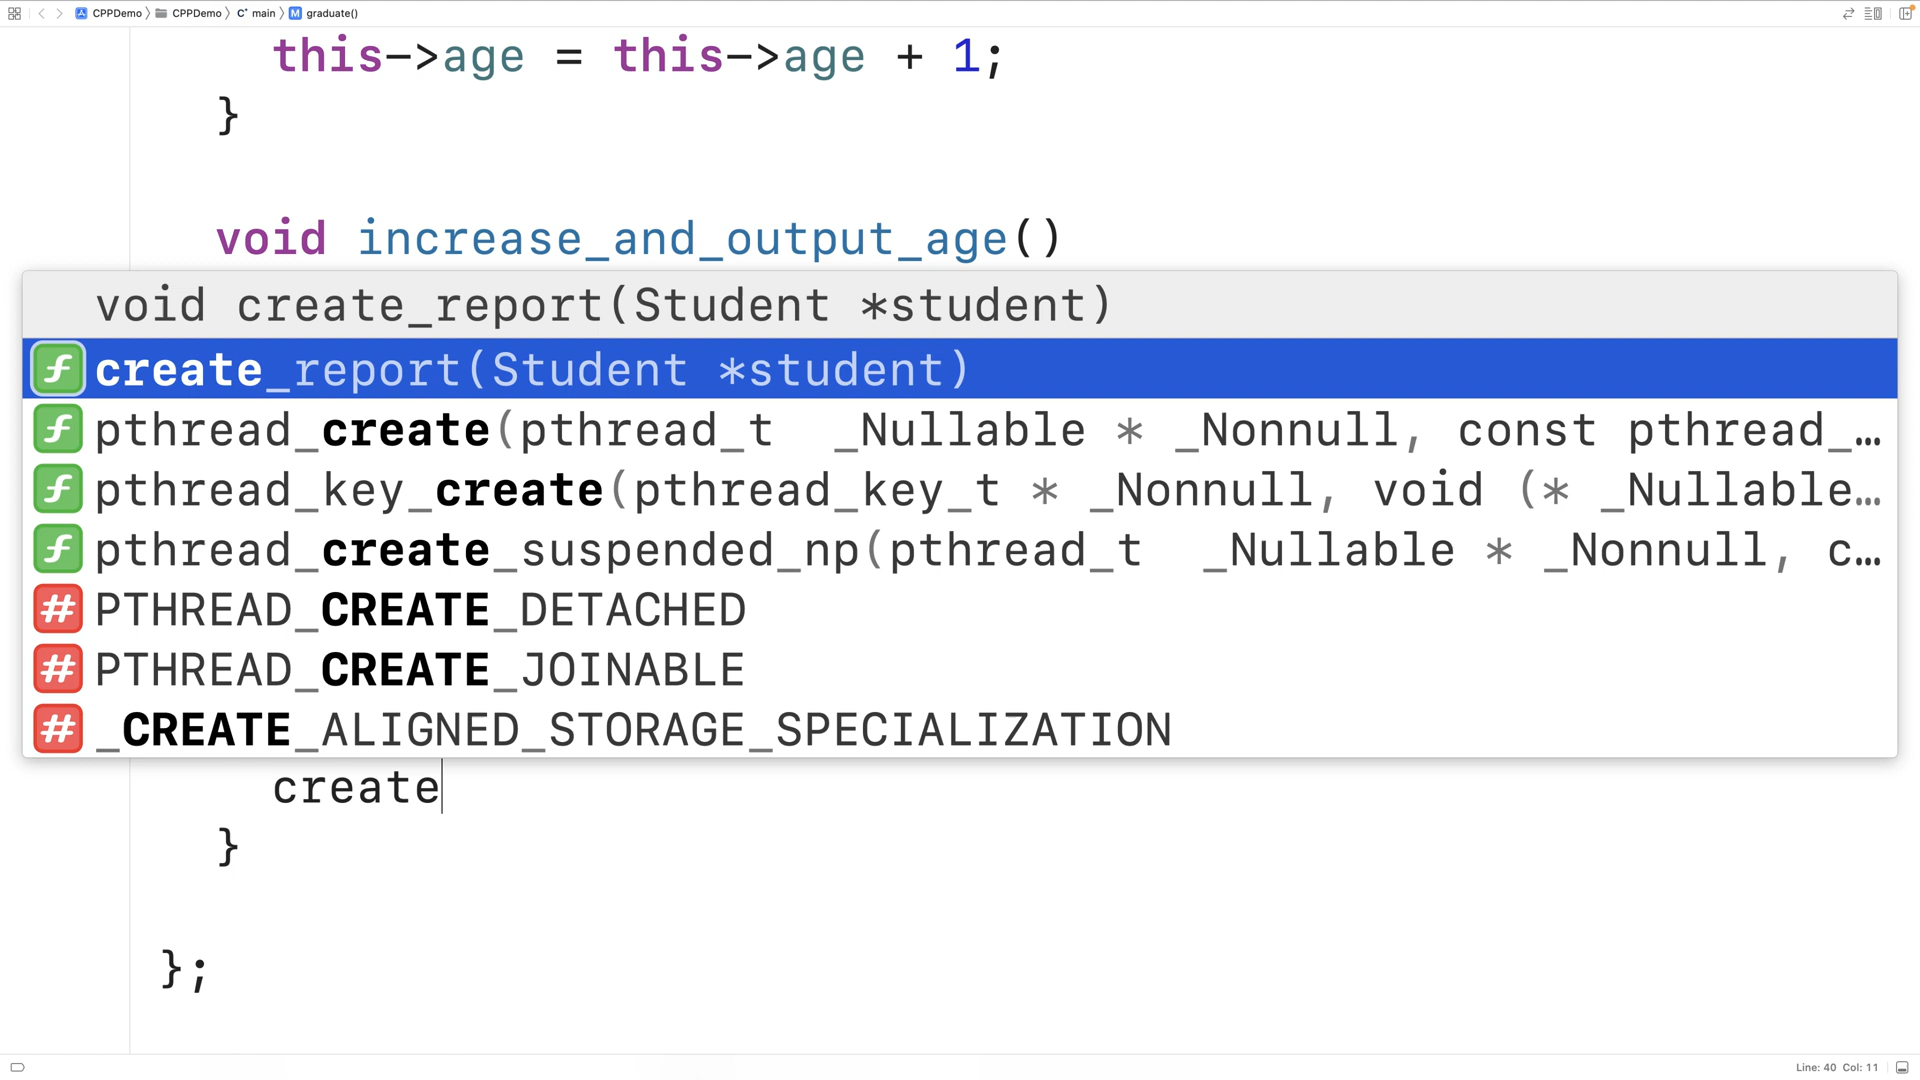 CPPDemo CPPDemo C+ main M graduate()
this->age = this->age + 1;
}
void increase_and_output_age()
void create_report(Student *student)
f create_report(Student *student)
f pthread_create(pthread_t _Nullable * _Nonnull, const pthread_…
f pthread_key_create(pthread_key_t * _Nonnull, void (* _Nullable…
f pthread_create_suspended_np(pthread_t _Nullable * _Nonnull, c…
# PTHREAD_CREATE_DETACHED
# PTHREAD_CREATE_JOINABLE
# _CREATE_ALIGNED_STORAGE_SPECIALIZATION
create
}
};
Line: 40 Col: 11